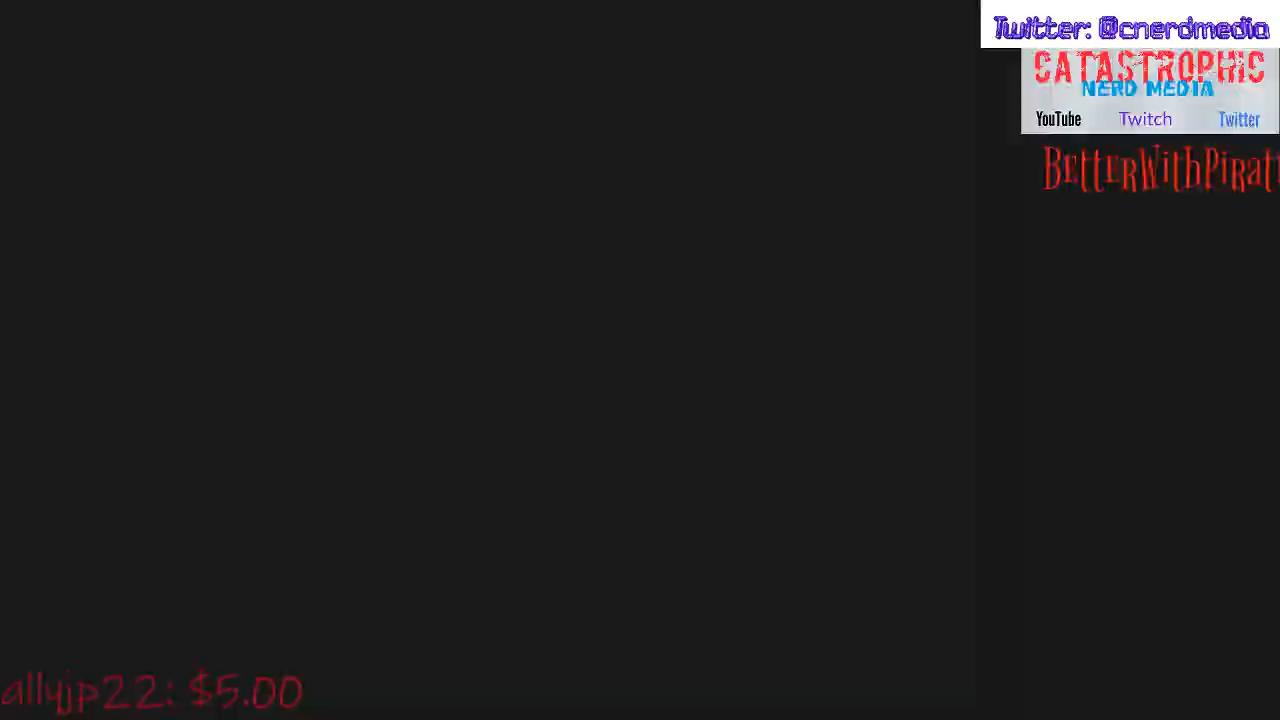 Twitter: @cnerdmedia
CATASTROPHIC
NERD MEDIA
YouTube Twitch Twitter
BetterWithPirat
allyjp22: $5.00